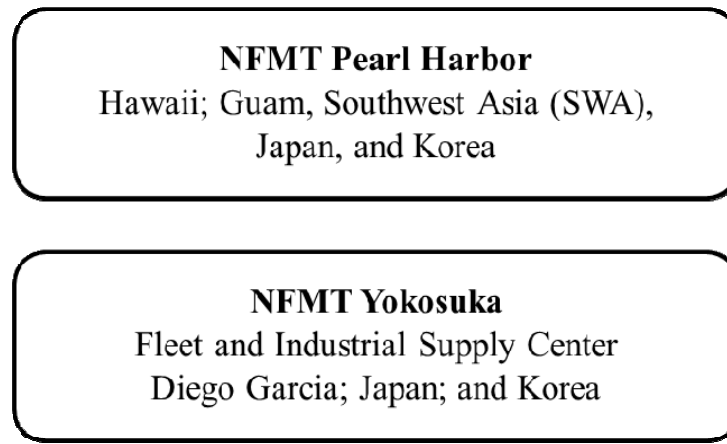 NFMT Pearl Harbor
Hawaii; Guam, Southwest Asia (SWA),
Japan, and Korea
NFMT Yokosuka
Fleet and Industrial Supply Center
Diego Garcia; Japan; and Korea